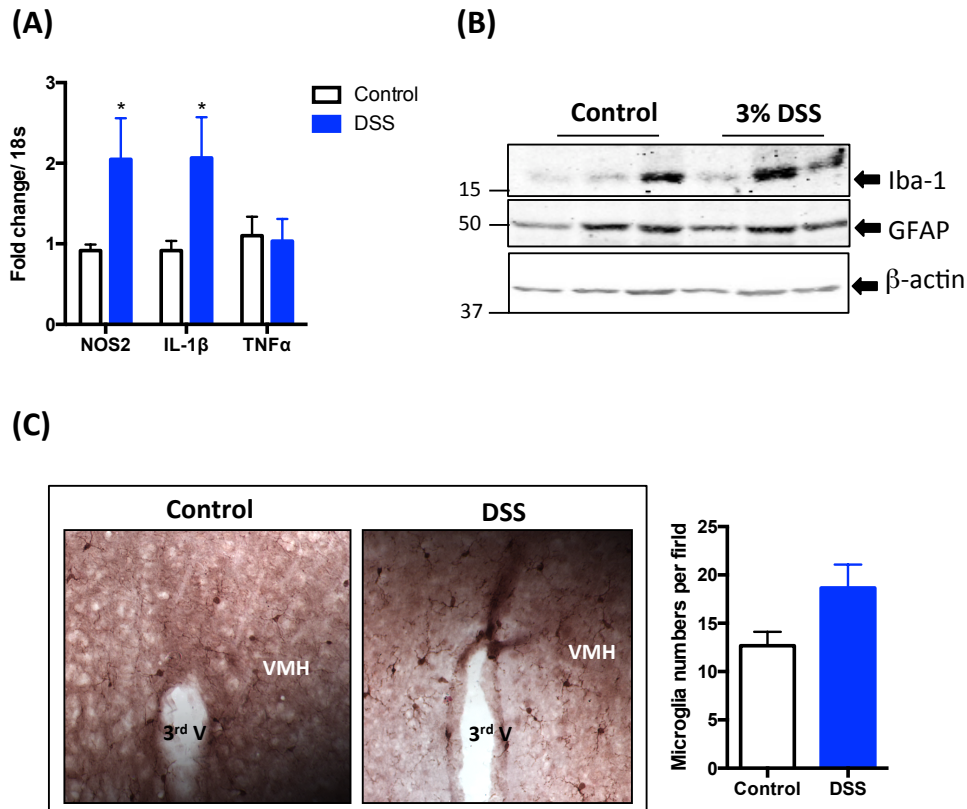 (A)
Fold change/ 18s
3
2
1
0
*
*
NOS2
IL-1β
TNFα
Control
DSS
(B)
Control
3% DSS
15
Iba-1
50
GFAP
β-actin
37
(C)
Control
DSS
VMH
3rd V
VMH
3rd V
Microglia numbers per firld
25
20
15
10
5
0
Control
DSS